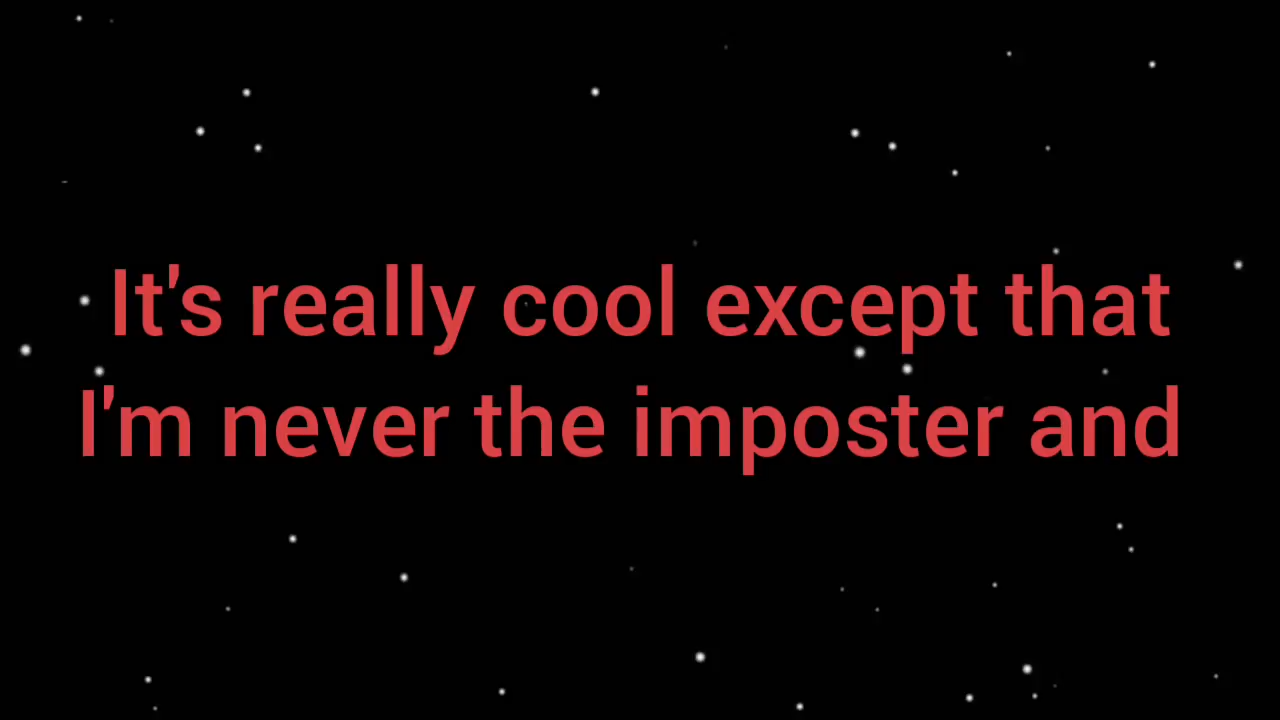 It's really cool except that
I'm never the imposter and